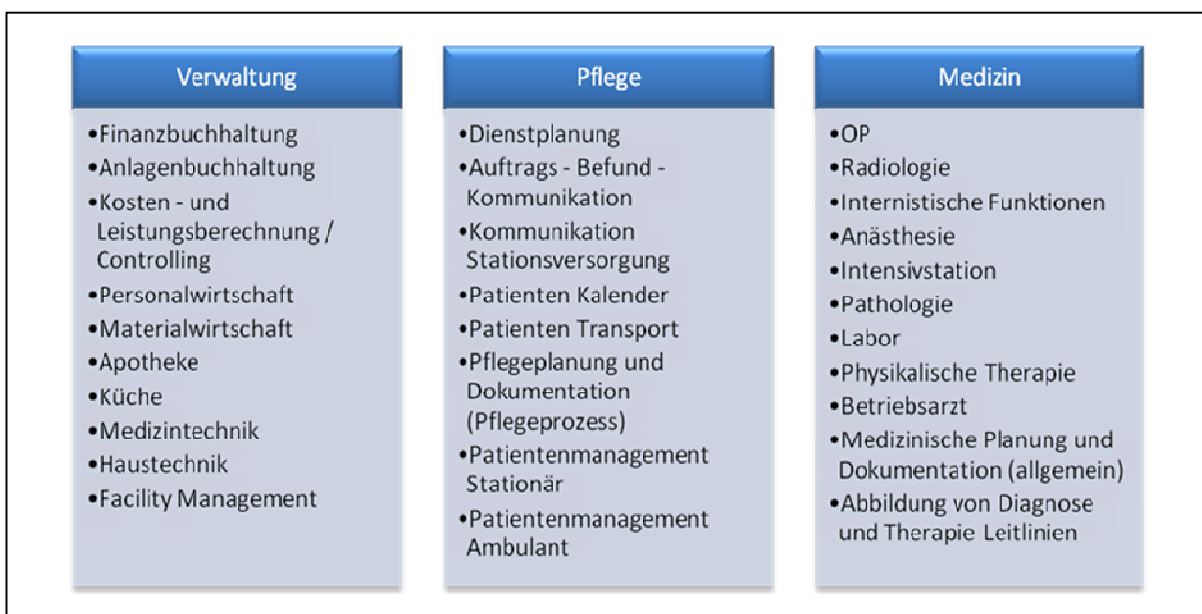 Verwaltung
•Finanzbuchhaltung
•Anlagenbuchhaltung
•Kosten - und
Leistungsberechnung /
Controlling
•Personalwirtschaft
•Materialwirtschaft
•Apotheke
•Küche
•Medizintechnik
•Haustechnik
•Facility Management
Pflege
•Dienstplanung
•Auftrags - Befund -
Kommunikation
•Kommunikation
Stationsversorgung
•Patienten Kalender
•Patienten Transport
•Pflegeplanung und
Dokumentation
(Pflegeprozess)
•Patientenmanagement
Stationär
•Patientenmanagement
Ambulant
Medizin
•OP
•Radiologie
•Internistische Funktionen
•Anästhesie
•Intensivstation
•Pathologie
•Labor
•Physikalische Therapie
•Betriebsarzt
•Medizinische Planung und
Dokumentation (allgemein)
•Abbildung von Diagnose
und Therapie Leitlinien